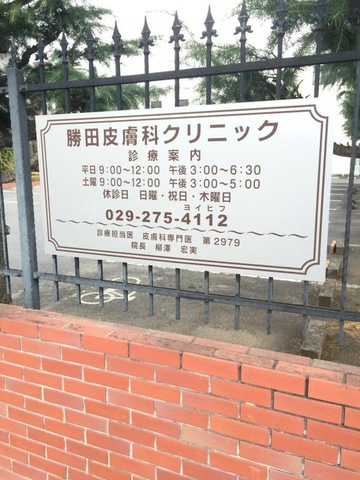 勝田皮膚科クリニック
診療案内
平日 9:00〜12:00 午後 3:00〜6:30
土曜 9:00〜12:00 午後 3:00〜5:00
休診日 日曜・祝日・木曜日
ヨイヒフ
029-275-4112
診療担当医 皮膚科専門医 第2979
院長 柳澤 宏実